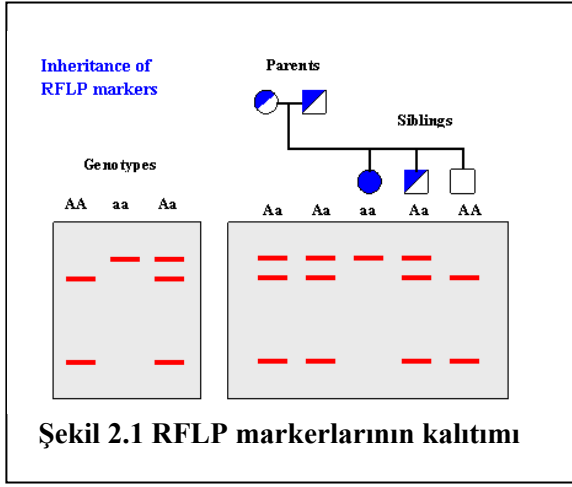 Inheritance of
RFLP markers
Parents
Siblings
Genotypes
AA aa Aa
Aa Aa aa Aa AA
Şekil 2.1 RFLP markerlarının kalıtımı